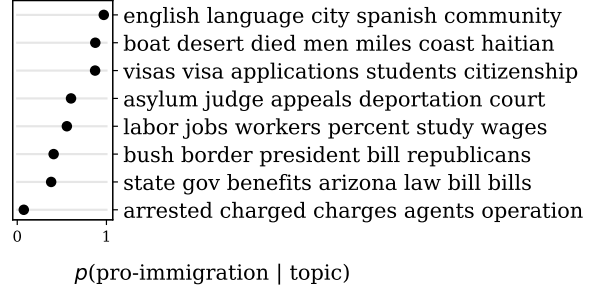 english language city spanish community
boat desert died men miles coast haitian
visas visa applications students citizenship
asylum judge appeals deportation court
labor jobs workers percent study wages
bush border president bill republicans
state gov benefits arizona law bill bills
arrested charged charges agents operation
0 1
p(pro-immigration | topic)